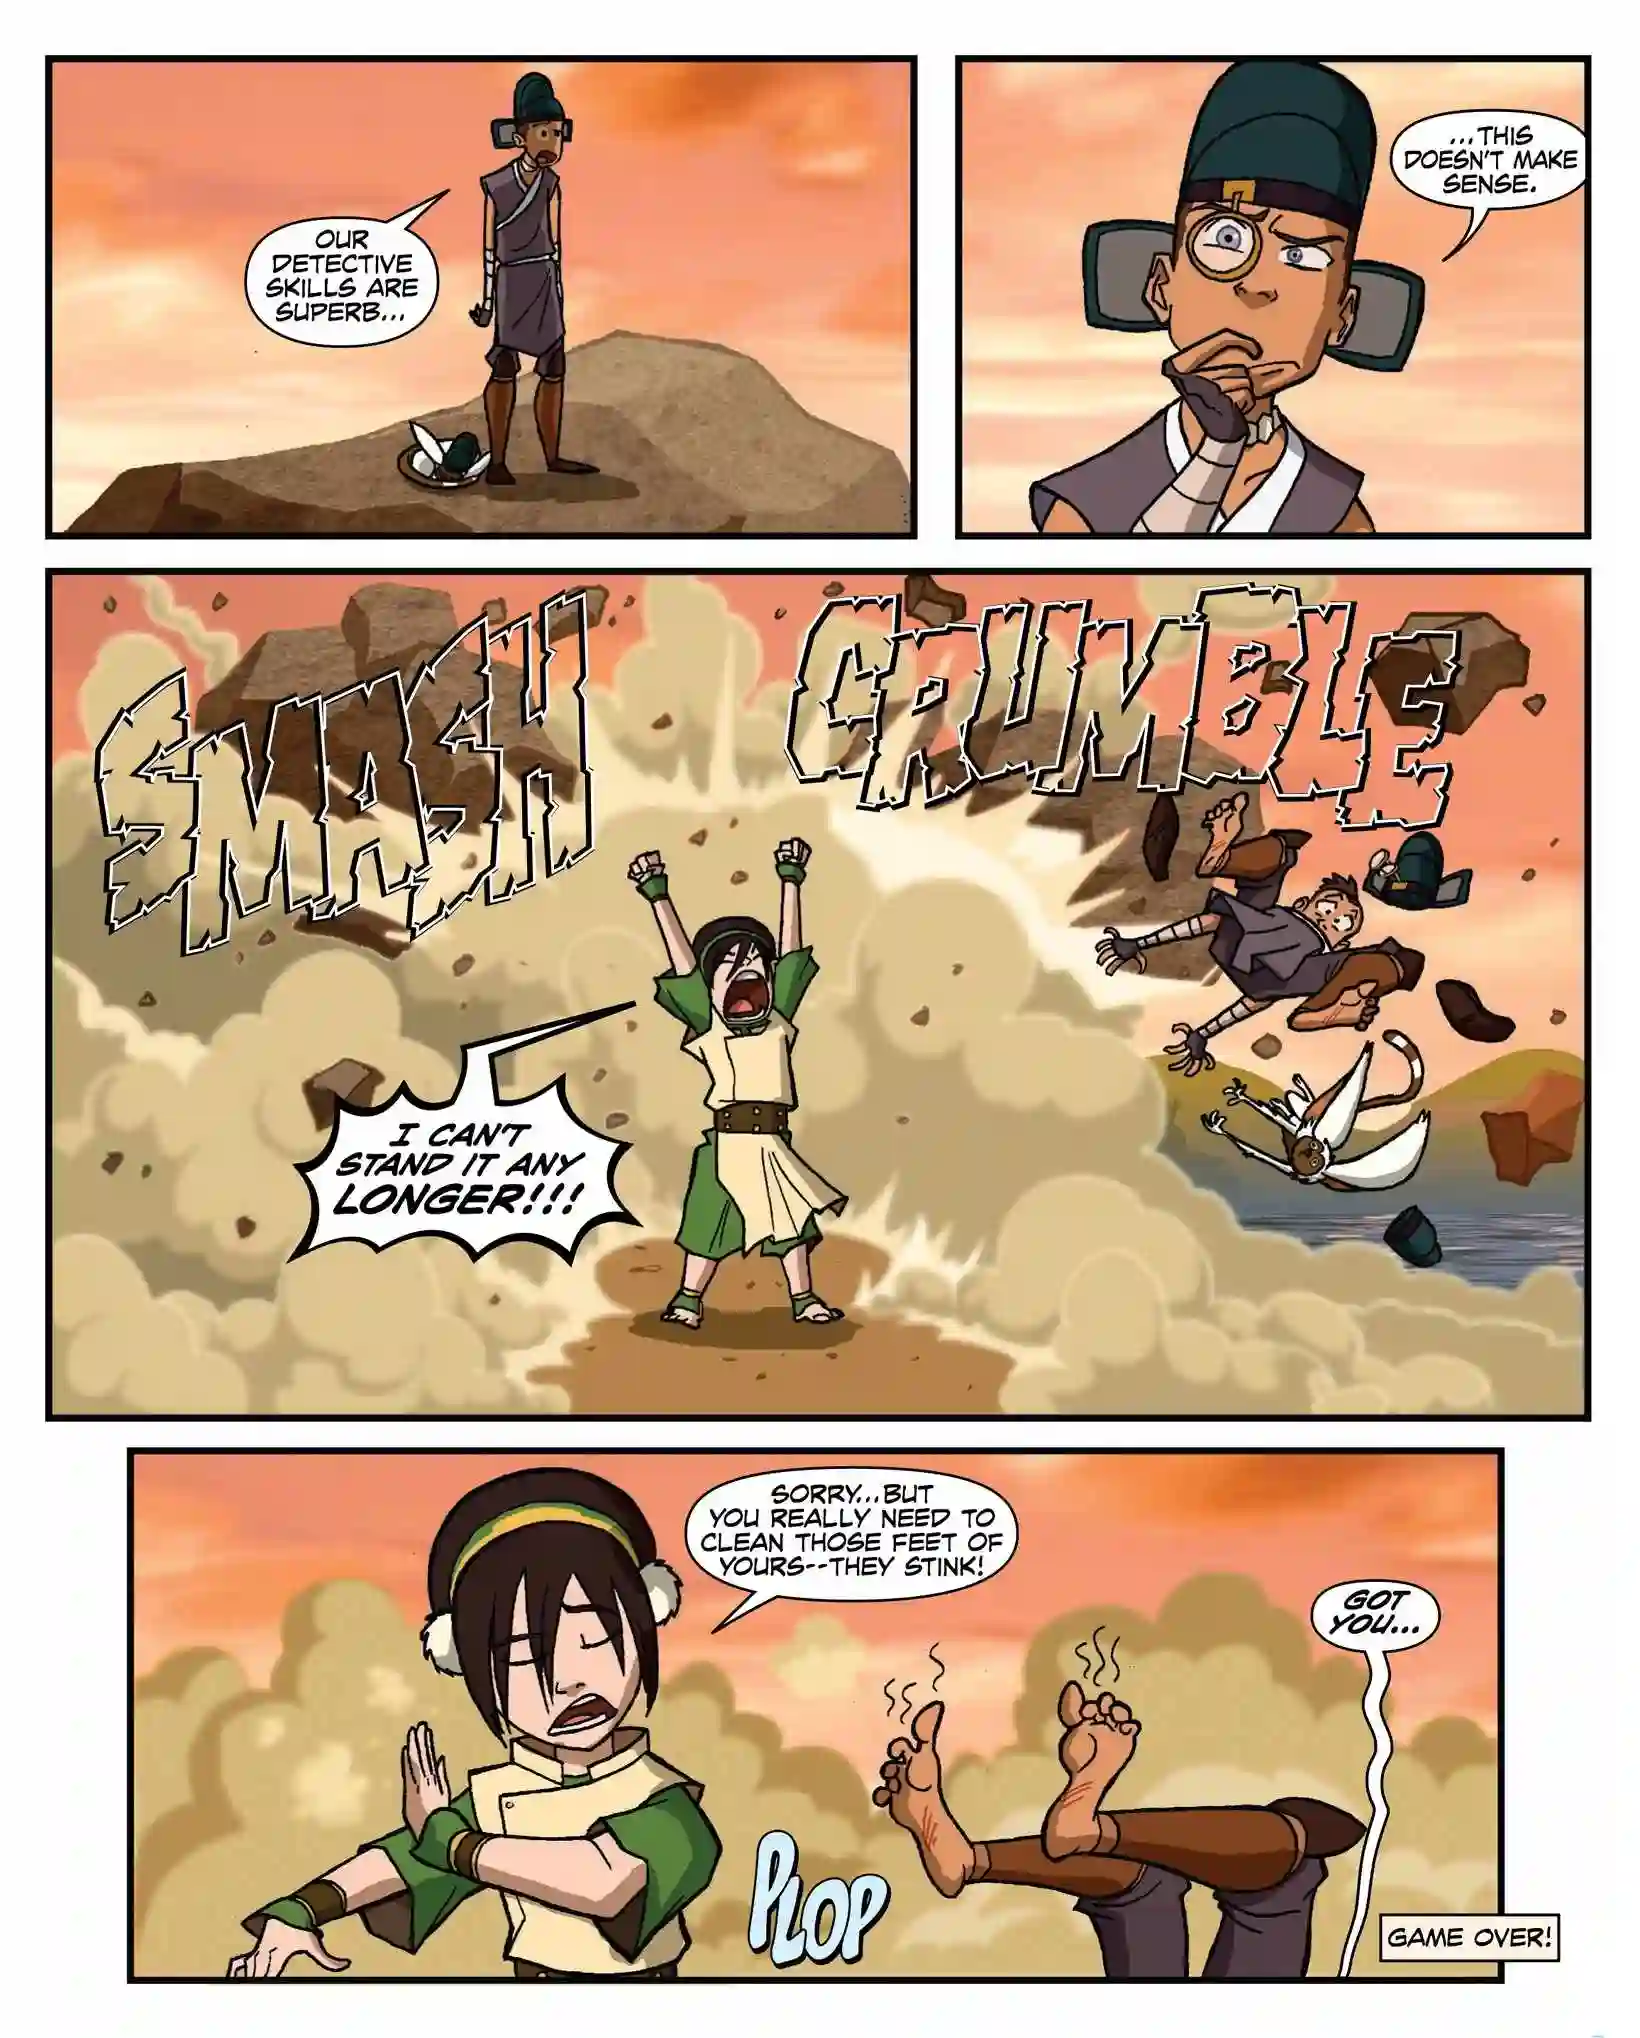 OUR
DETECTIVE
SKILLS ARE
SUPERB...
...THIS
DOESN'T MAKE
SENSE.
SMASH
CRUMBLE
I CAN'T
STAND IT ANY
LONGER!!!
SORRY...BUT
YOU REALLY NEED TO
CLEAN THOSE FEET OF
YOURS--THEY STINK!
GOT
YOU...
PLOP
GAME OVER!